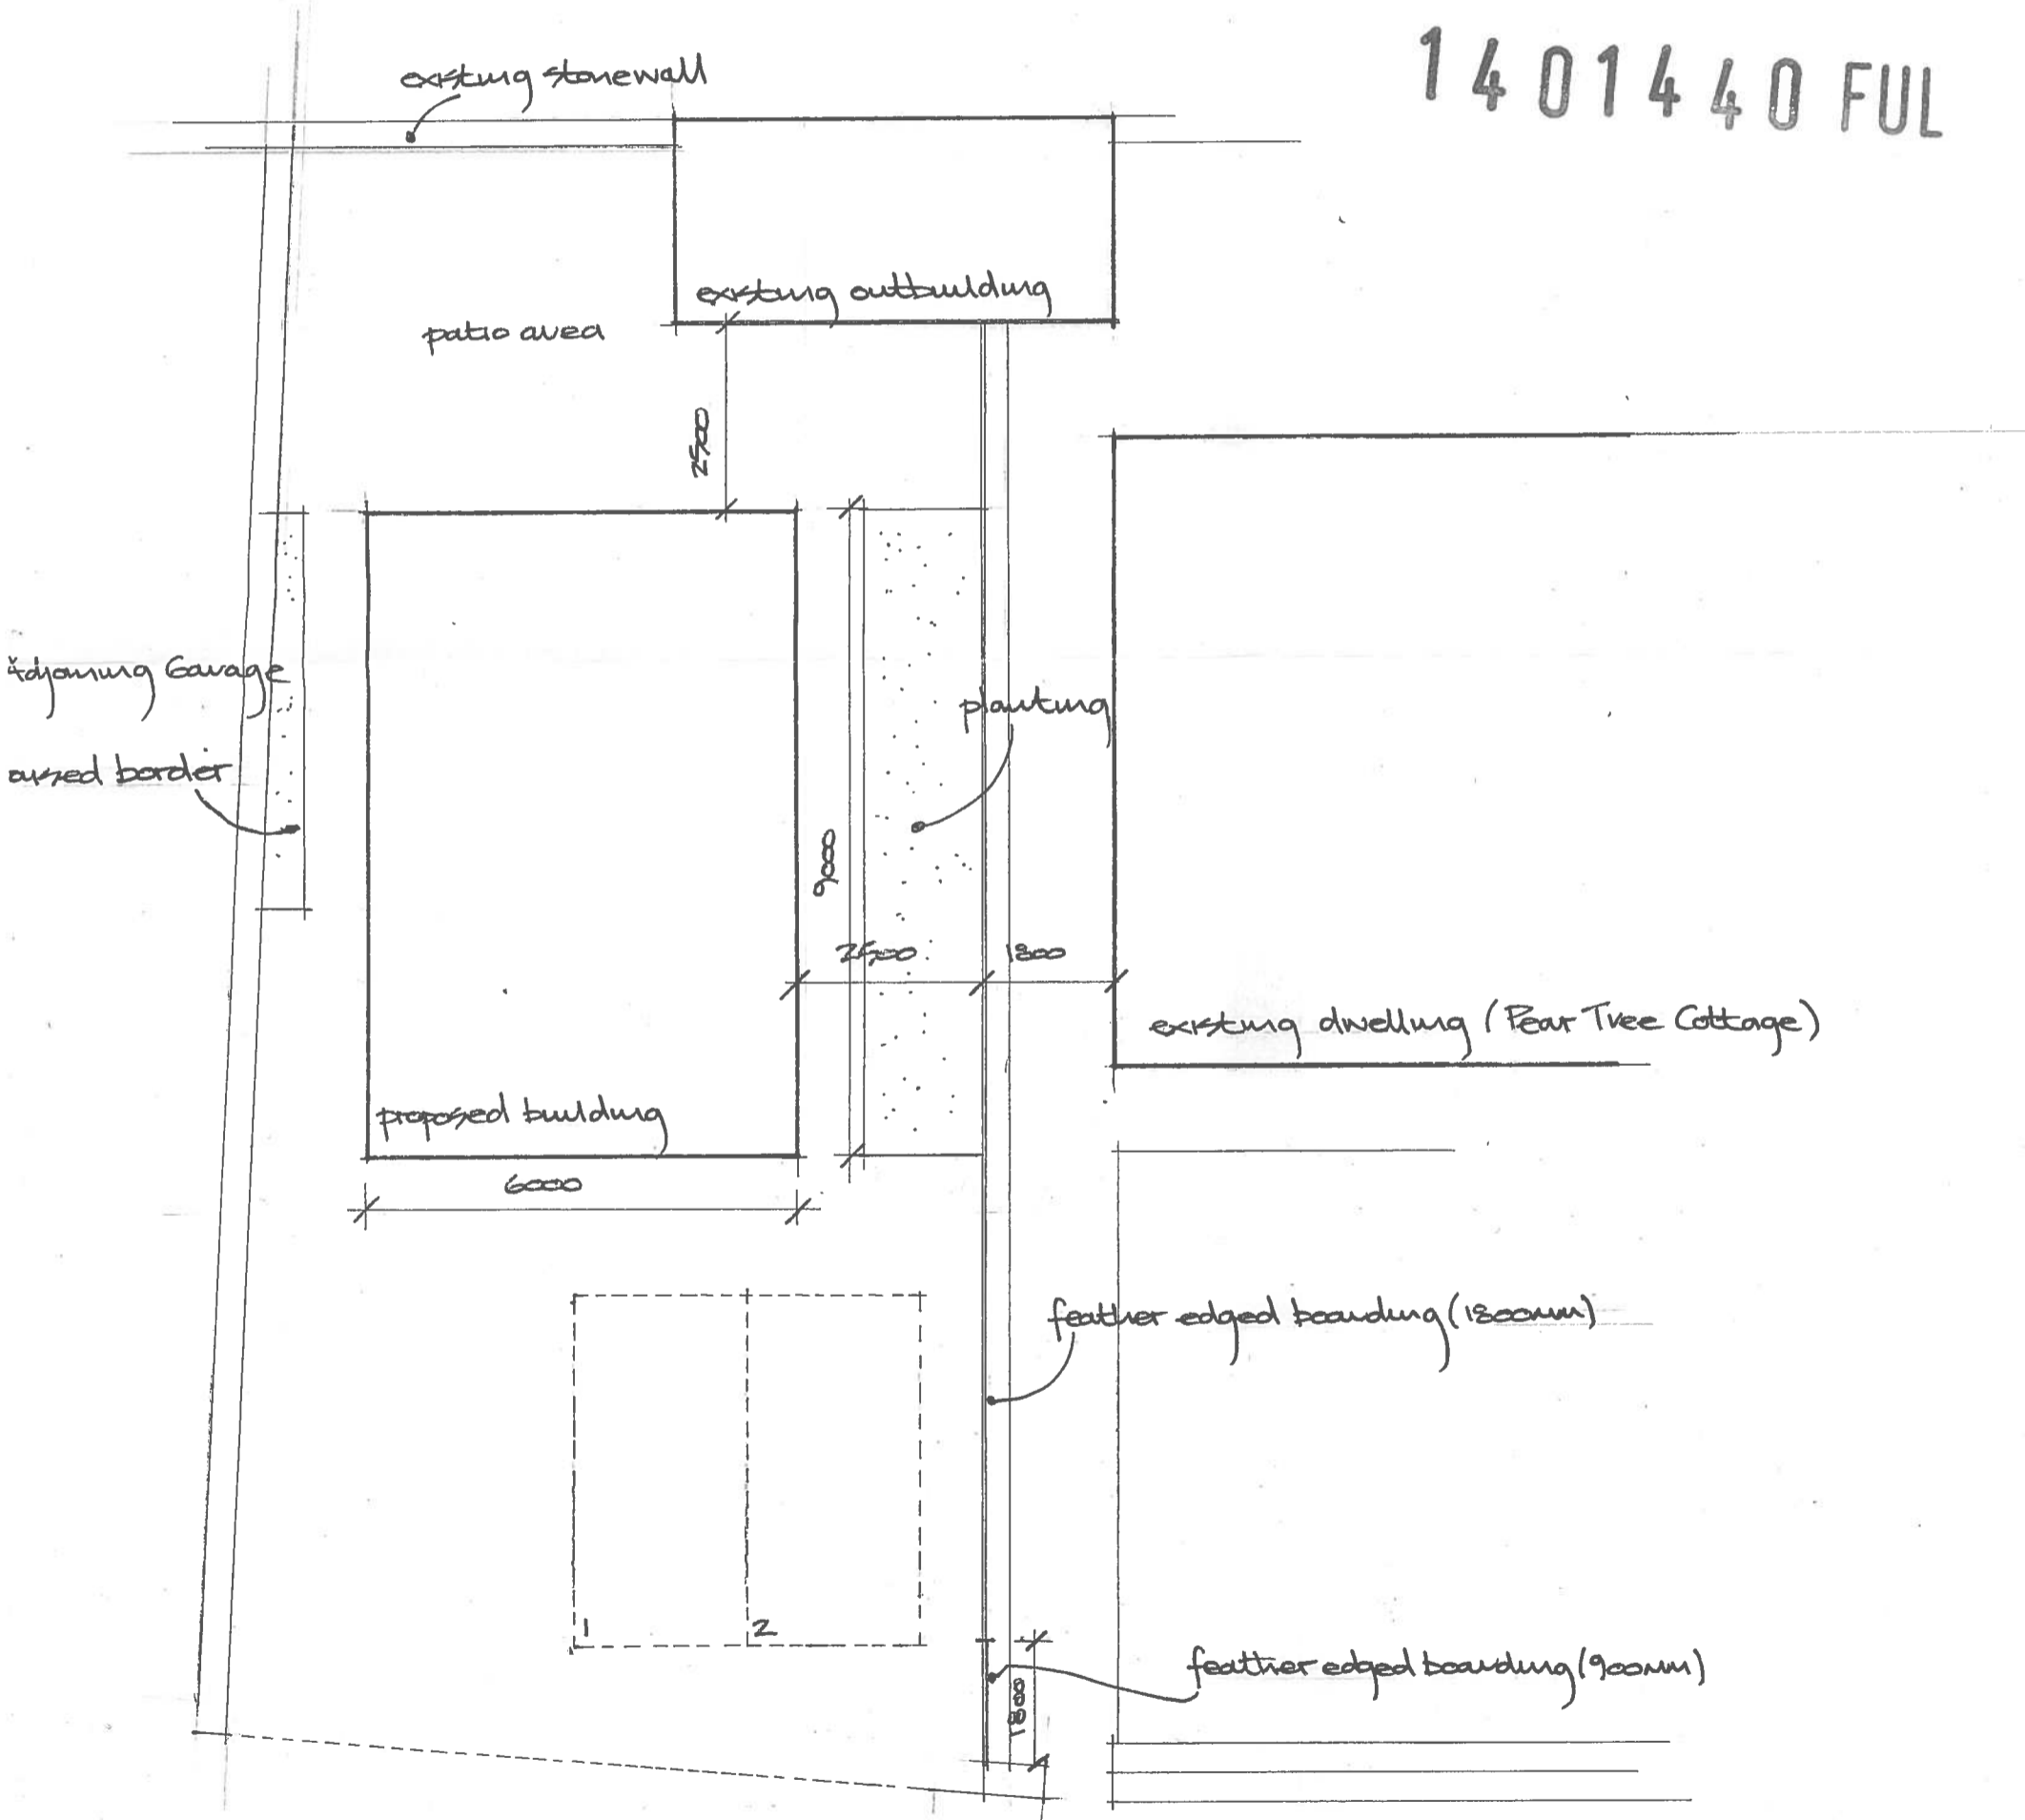 1401440 FUL
existing stonewall
existing outbuilding
patio area
2500
Adjoining Garage
planting
aised border
9000
2500
1800
existing dwelling (Pear Tree Cottage)
proposed building
6000
feather edged boarding (1800mm)
1
2
feather edged boarding (900mm)
1800